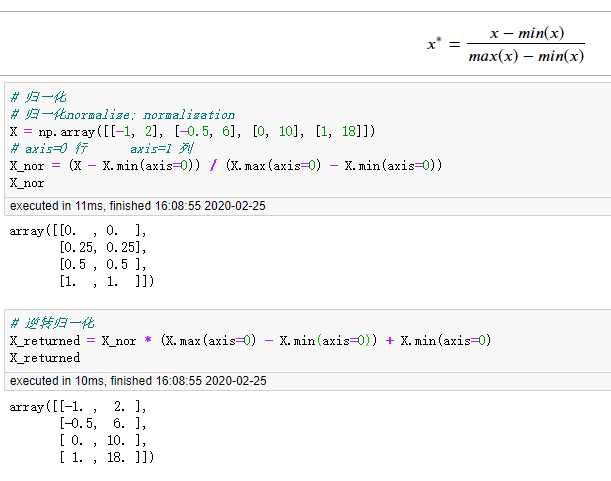 x* = x − min(x) / max(x) − min(x)
# 归一化
# 归一化normalize; normalization
X = np.array([[-1, 2], [-0.5, 6], [0, 10], [1, 18]])
# axis=0 行      axis=1 列
X_nor = (X - X.min(axis=0)) / (X.max(axis=0) - X.min(axis=0))
X_nor
executed in 11ms, finished 16:08:55 2020-02-25
array([[0.  , 0.  ],
       [0.25, 0.25],
       [0.5 , 0.5 ],
       [1.  , 1.  ]])
# 逆转归一化
X_returned = X_nor * (X.max(axis=0) - X.min(axis=0)) + X.min(axis=0)
X_returned
executed in 10ms, finished 16:08:55 2020-02-25
array([[-1. ,  2. ],
       [-0.5,  6. ],
       [ 0. , 10. ],
       [ 1. , 18. ]])